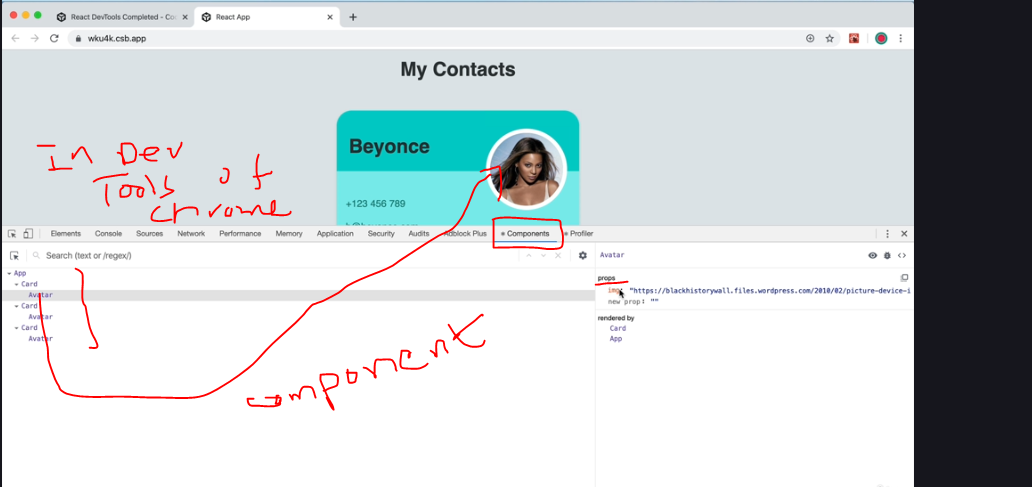 React DevTools Completed - Co
React App
wku4k.csb.app
My Contacts
Beyonce
+123 456 789
In Dev
Tools of
chrome
Elements Console Sources Network Performance Memory Application Security Audits Adblock Plus Components Profiler
Search (text or /regex/)
Avatar
App
Card
Avatar
Card
Avatar
Card
Avatar
props
img: "https://blackhistorywall.files.wordpress.com/2010/02/picture-device-i
new prop: ""
rendered by
Card
App
component